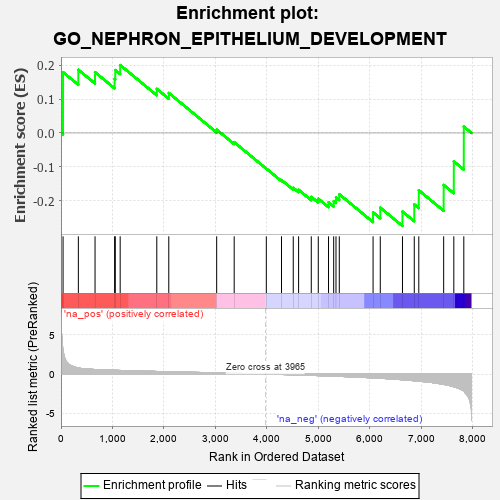 Enrichment plot:
GO_NEPHRON_EPITHELIUM_DEVELOPMENT
Enrichment score (ES)
0.2
0.1
0.0
-0.1
-0.2
'na_pos' (positively correlated)
Ranked list metric (PreRanked)
5
0
-5
Zero cross at 3965
'na_neg' (negatively correlated)
0 1,000 2,000 3,000 4,000 5,000 6,000 7,000 8,000
Rank in Ordered Dataset
Enrichment profile Hits Ranking metric scores